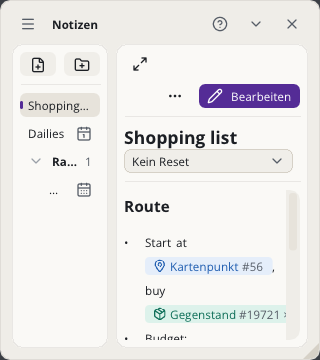 Notizen
Shopping...
Dailies
Ra... 1
...
Bearbeiten
Shopping list
Kein Reset
Route
• Start at
Kartenpunkt #56 ,
buy
Gegenstand #19721
• Budget: